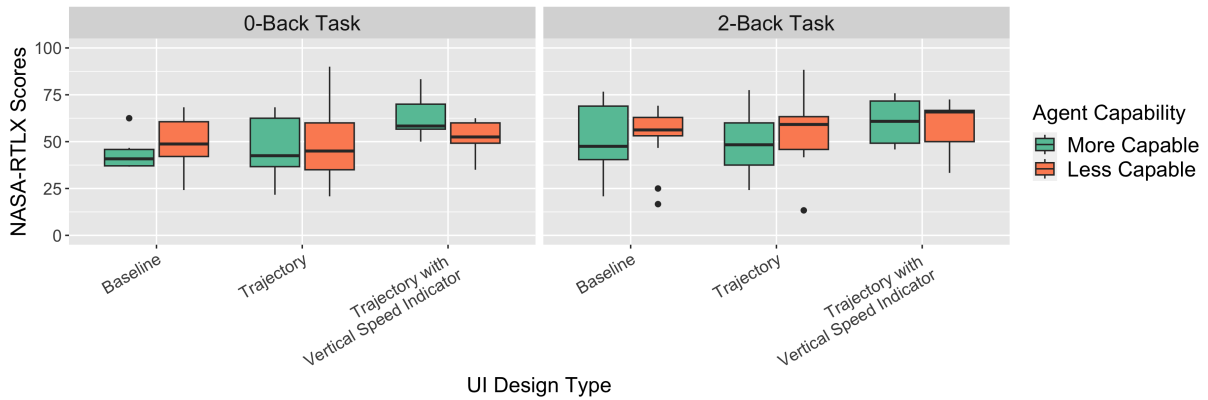 0-Back Task
2-Back Task
NASA-RTLX Scores
100
75
50
25
0
Baseline
Trajectory
Trajectory with
Vertical Speed Indicator
Baseline
Trajectory
Trajectory with
Vertical Speed Indicator
UI Design Type
Agent Capability
More Capable
Less Capable